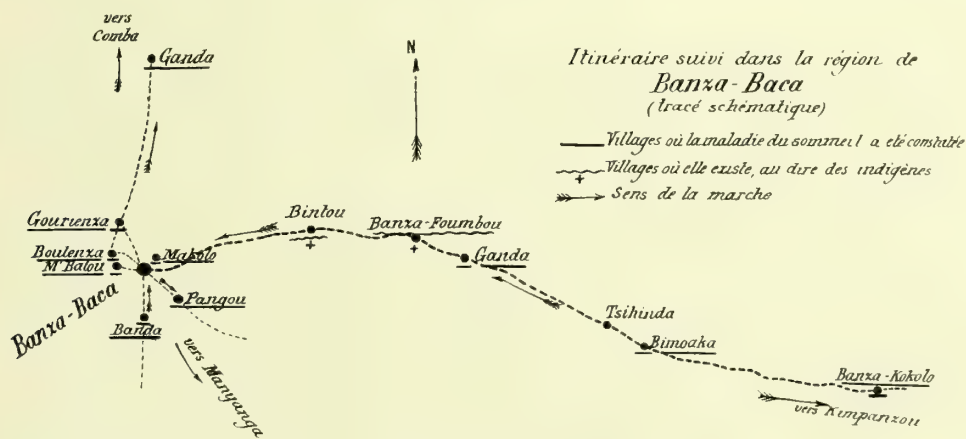 vers
Comba
Ganda
N
Itinéraire suivi dans la région de
Banza-Baca
(tracé schématique)
Villages où la maladie du sommeil a été constatée
Villages où elle existe, au dire des indigènes
Sens de la marche
Gourienza
Boulenza
M'Balou
Makolo
Bintou
Banza-Foumbou
Ganda
Pangou
Banza-Baca
Banda
vers Manyanga
Tsihinda
Bimoaka
Banza-Kokolo
vers Kimpanzou